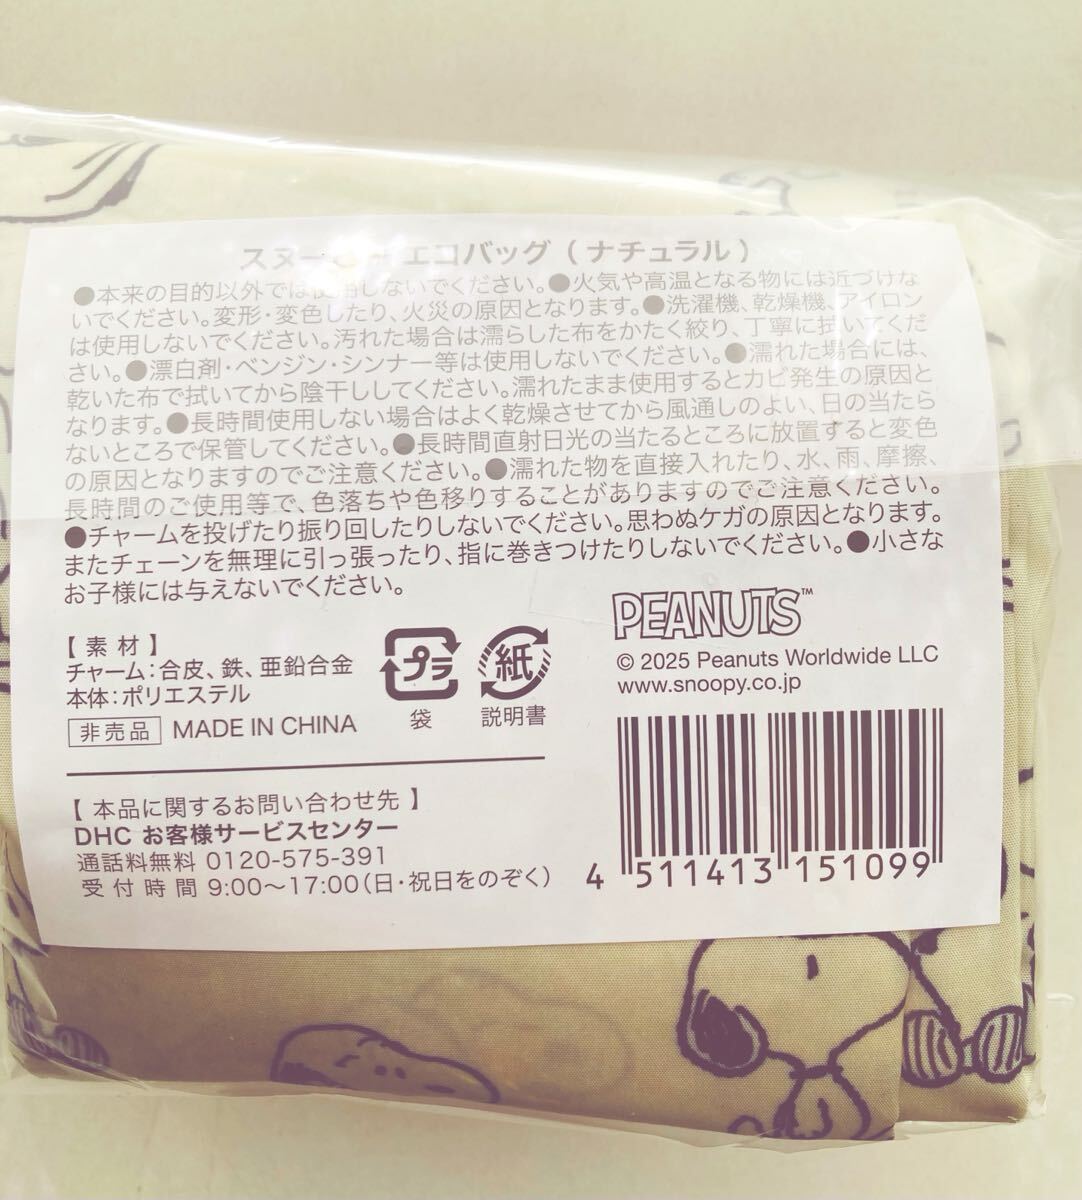 スヌーピー エコバッグ（ナチュラル）
●本来の目的以外では使用しないでください。●火気や高温となる物には近づけな
いでください。変形・変色したり、火災の原因となります。●洗濯機、乾燥機、アイロン
は使用しないでください。汚れた場合は濡らした布をかたく絞り、丁寧に拭いてくだ
さい。●漂白剤・ベンジン・シンナー等は使用しないでください。●濡れた場合には、
乾いた布で拭いてから陰干ししてください。濡れたまま使用するとカビ発生の原因と
なります。●長時間使用しない場合はよく乾燥させてから風通しのよい、日の当たら
ないところで保管してください。●長時間直射日光の当たるところに放置すると変色
の原因となりますのでご注意ください。●濡れた物を直接入れたり、水、雨、摩擦、
長時間のご使用等で、色落ちや色移りすることがありますのでご注意ください。
●チャームを投げたり振り回したりしないでください。思わぬケガの原因となります。
またチェーンを無理に引っ張ったり、指に巻きつけたりしないでください。●小さな
お子様には与えないでください。
【 素 材 】
チャーム：合皮、鉄、亜鉛合金
本体：ポリエステル
非売品 MADE IN CHINA
プラ
袋
紙
説明書
PEANUTS™
© 2025 Peanuts Worldwide LLC
www.snoopy.co.jp
【 本品に関するお問い合わせ先 】
DHC お客様サービスセンター
通話料無料 0120-575-391
受 付 時 間 9:00〜17:00（日・祝日をのぞく）
4 511413 151099